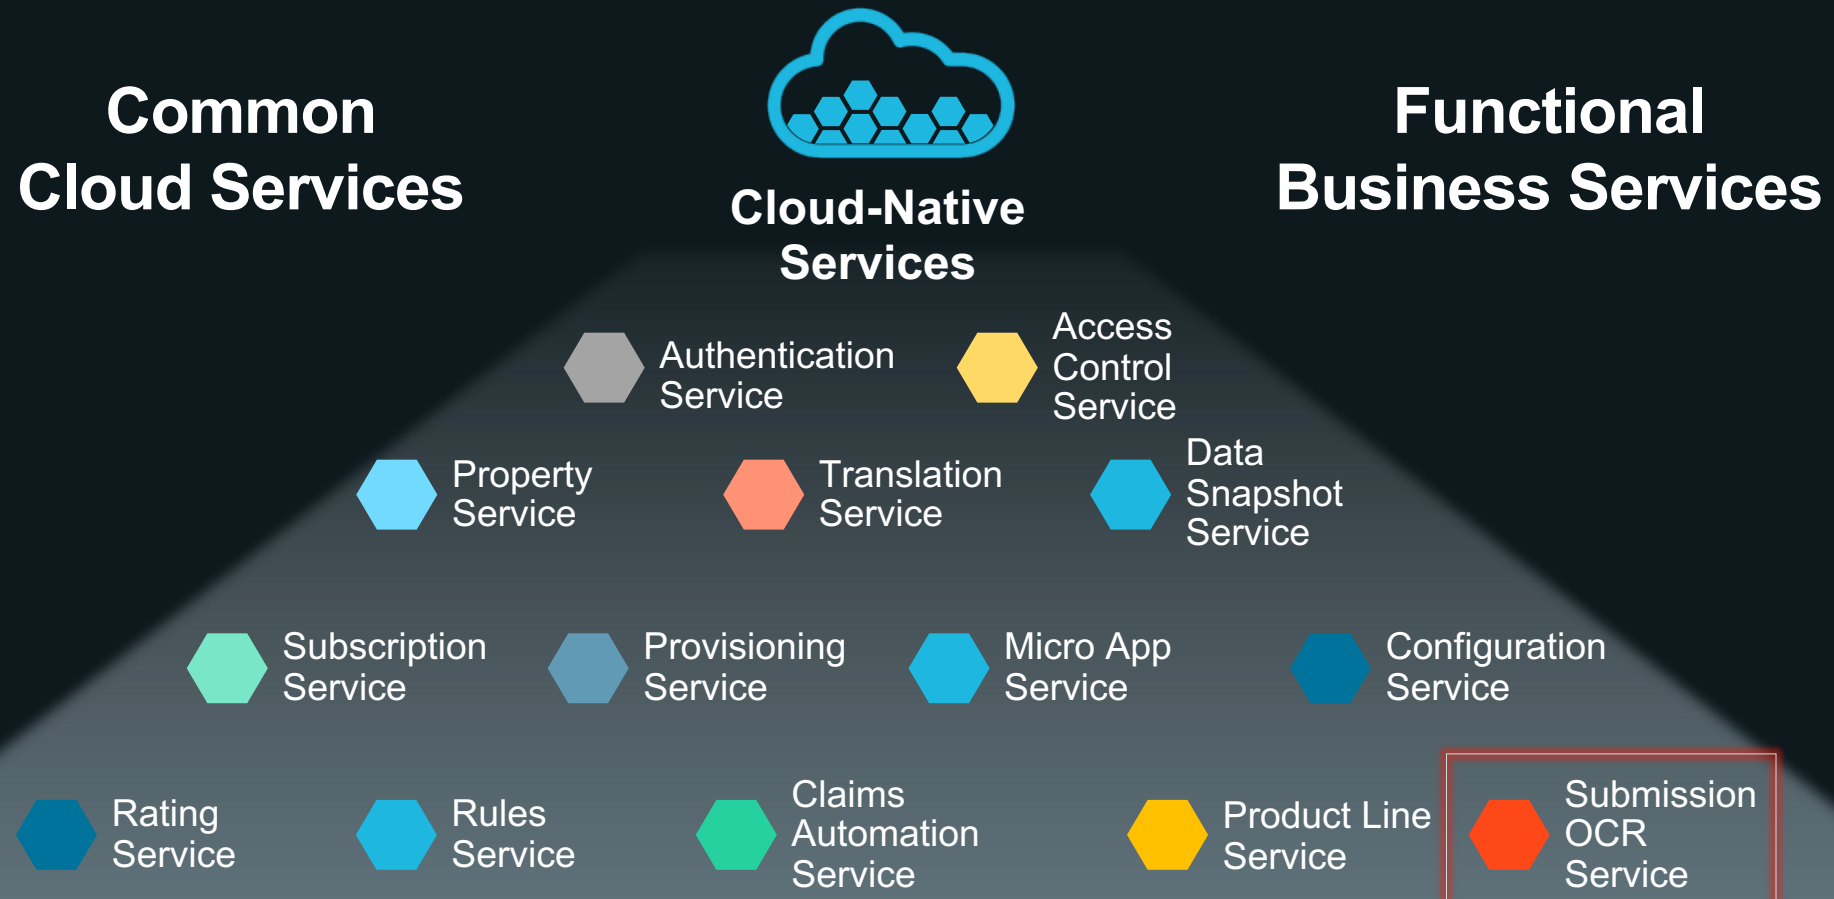 Common
Cloud Services
Cloud-Native
Services
Functional
Business Services
Authentication
Service
Access
Control
Service
Property
Service
Translation
Service
Data
Snapshot
Service
Subscription
Service
Provisioning
Service
Micro App
Service
Configuration
Service
Rating
Service
Rules
Service
Claims
Automation
Service
Product Line
Service
Submission
OCR
Service